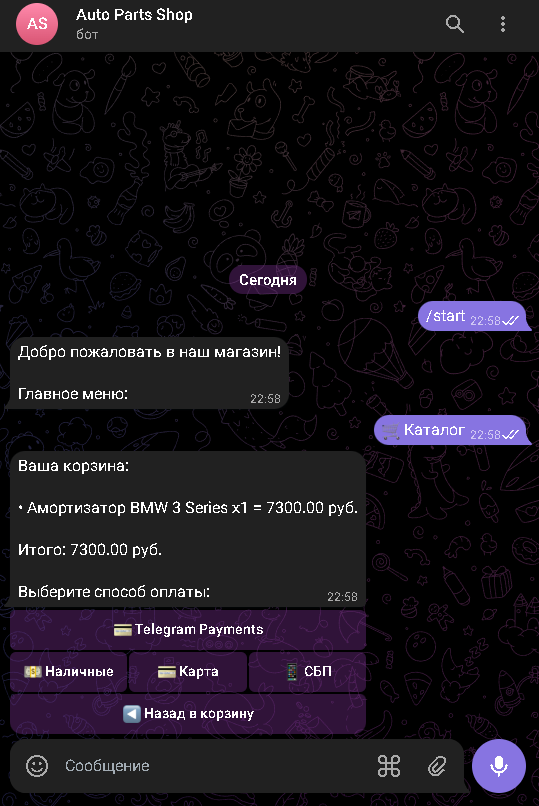 AS
Auto Parts Shop
бот
Сегодня
/start 22:58
Добро пожаловать в наш магазин!
Главное меню:
22:58
🛒 Каталог 22:58
Ваша корзина:
• Амортизатор BMW 3 Series x1 = 7300.00 руб.
Итого: 7300.00 руб.
Выберите способ оплаты:
22:58
💳 Telegram Payments
💵 Наличные 💳 Карта 📱 СБП
◀️ Назад в корзину
Сообщение